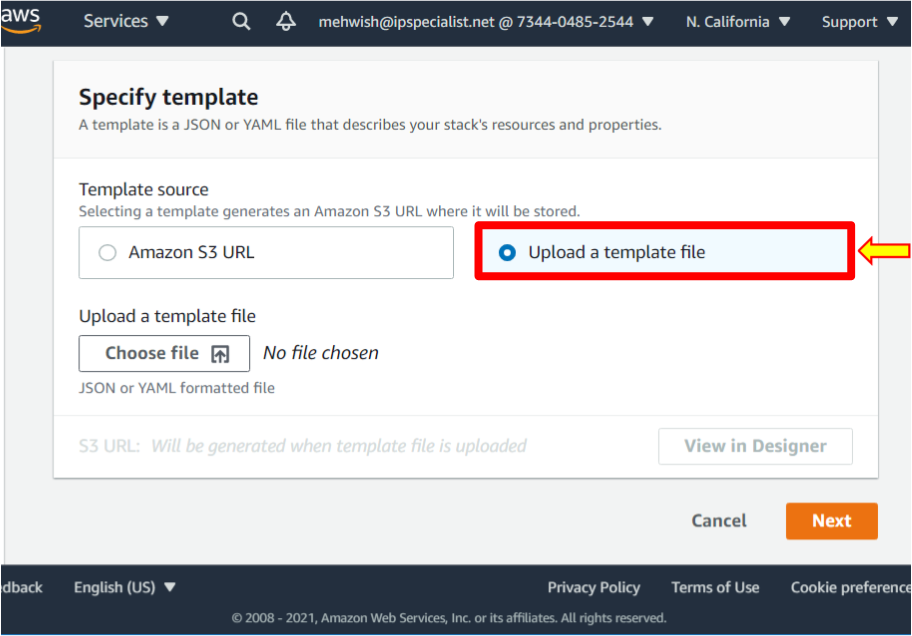 aws Services mehwish@ipspecialist.net @ 7344-0485-2544 N. California Support
Specify template
A template is a JSON or YAML file that describes your stack's resources and properties.
Template source
Selecting a template generates an Amazon S3 URL where it will be stored.
Amazon S3 URL Upload a template file
Upload a template file
Choose file No file chosen
JSON or YAML formatted file
S3 URL: Will be generated when template file is uploaded View in Designer
Cancel Next
edback English (US) Privacy Policy Terms of Use Cookie preference
© 2008 - 2021, Amazon Web Services, Inc. or its affiliates. All rights reserved.